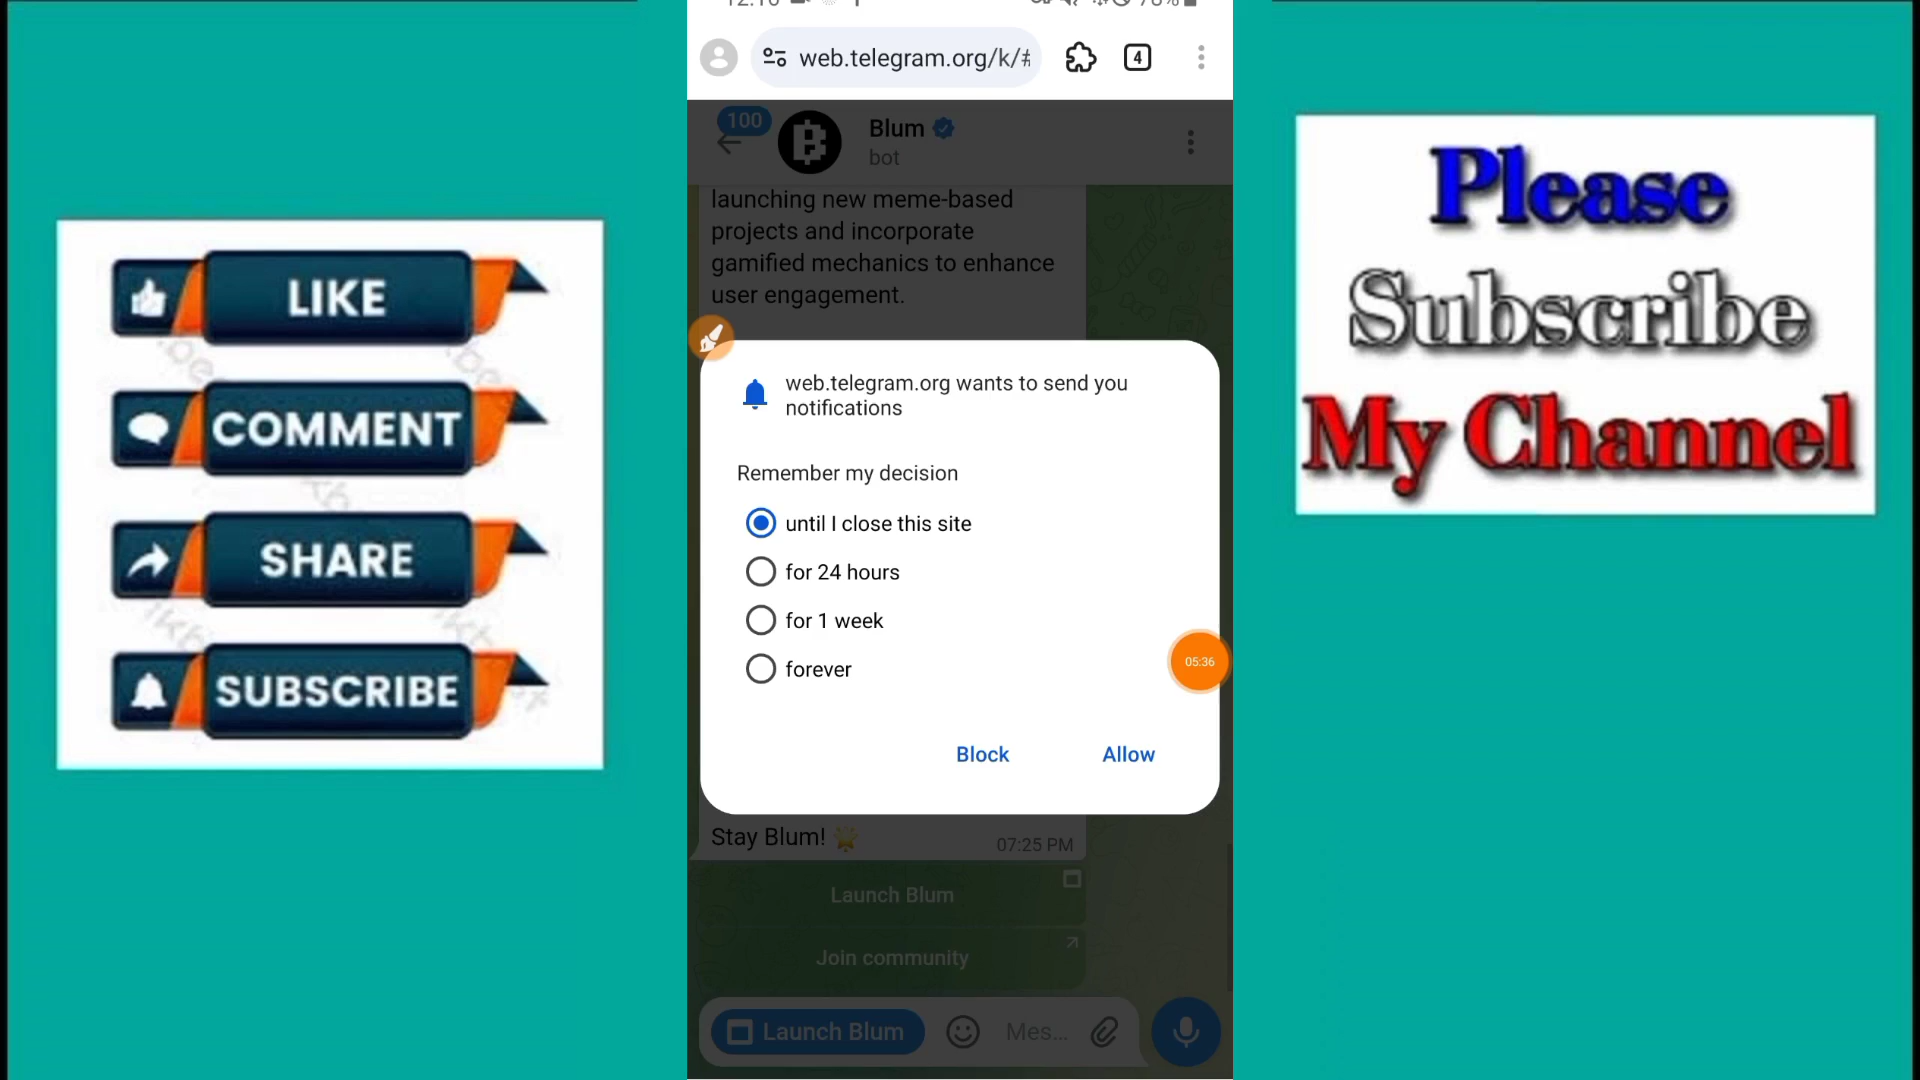 LIKE
COMMENT
SHARE
SUBSCRIBE
web.telegram.org/k/#
4
100
Blum
bot
launching new meme-based
projects and incorporate
gamified mechanics to enhance
user engagement.
web.telegram.org wants to send you
notifications
Remember my decision
until I close this site
for 24 hours
for 1 week
forever
05:36
Block
Allow
Stay Blum!
07:25 PM
Launch Blum
Join community
Launch Blum
Mes...
Please
Subscribe
My Channel